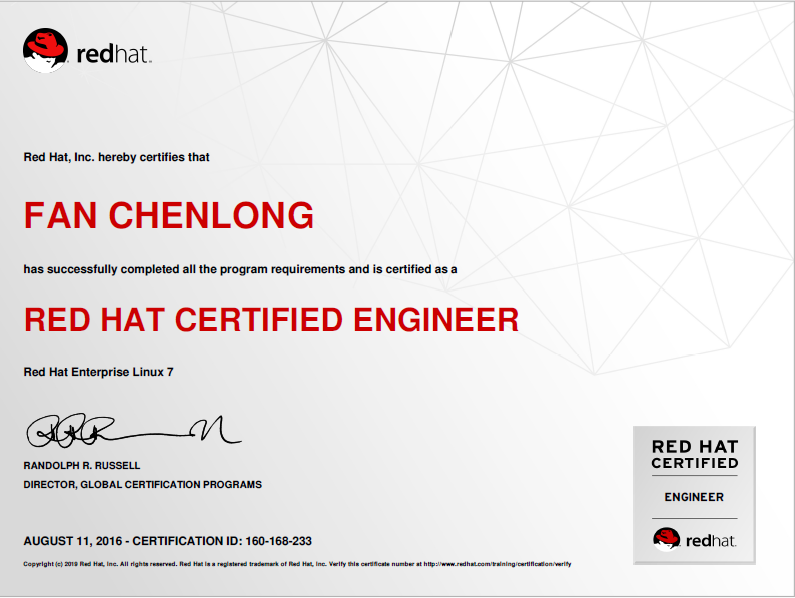 redhat.
Red Hat, Inc. hereby certifies that
FAN CHENLONG
has successfully completed all the program requirements and is certified as a
RED HAT CERTIFIED ENGINEER
Red Hat Enterprise Linux 7
RANDOLPH R. RUSSELL
DIRECTOR, GLOBAL CERTIFICATION PROGRAMS
AUGUST 11, 2016 - CERTIFICATION ID: 160-168-233
Copyright (c) 2019 Red Hat, Inc. All rights reserved. Red Hat is a registered trademark of Red Hat, Inc. Verify this certificate number at http://www.redhat.com/training/certification/verify
RED HAT
CERTIFIED
ENGINEER
redhat.